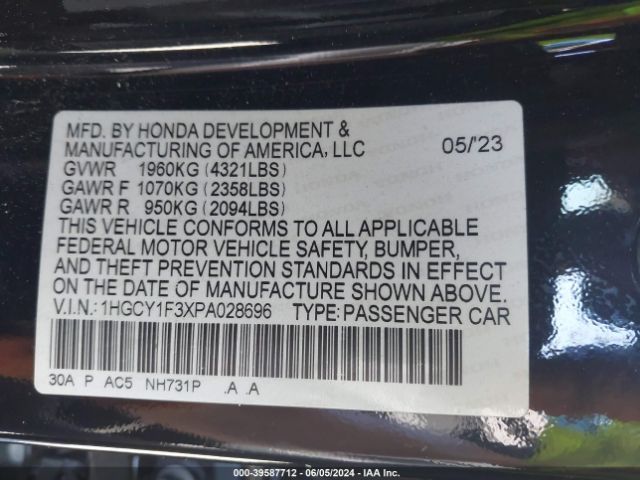 MFD. BY HONDA DEVELOPMENT &
MANUFACTURING OF AMERICA, LLC 05/'23
GVWR 1960KG (4321LBS)
GAWR F 1070KG (2358LBS)
GAWR R 950KG (2094LBS)
THIS VEHICLE CONFORMS TO ALL APPLICABLE
FEDERAL MOTOR VEHICLE SAFETY, BUMPER,
AND THEFT PREVENTION STANDARDS IN EFFECT
ON THE DATE OF MANUFACTURE SHOWN ABOVE.
V.I.N.: 1HGCY1F3XPA028696 TYPE: PASSENGER CAR
30A P AC5 NH731P .A .A
000-39587712 - 06/05/2024 - IAA Inc.